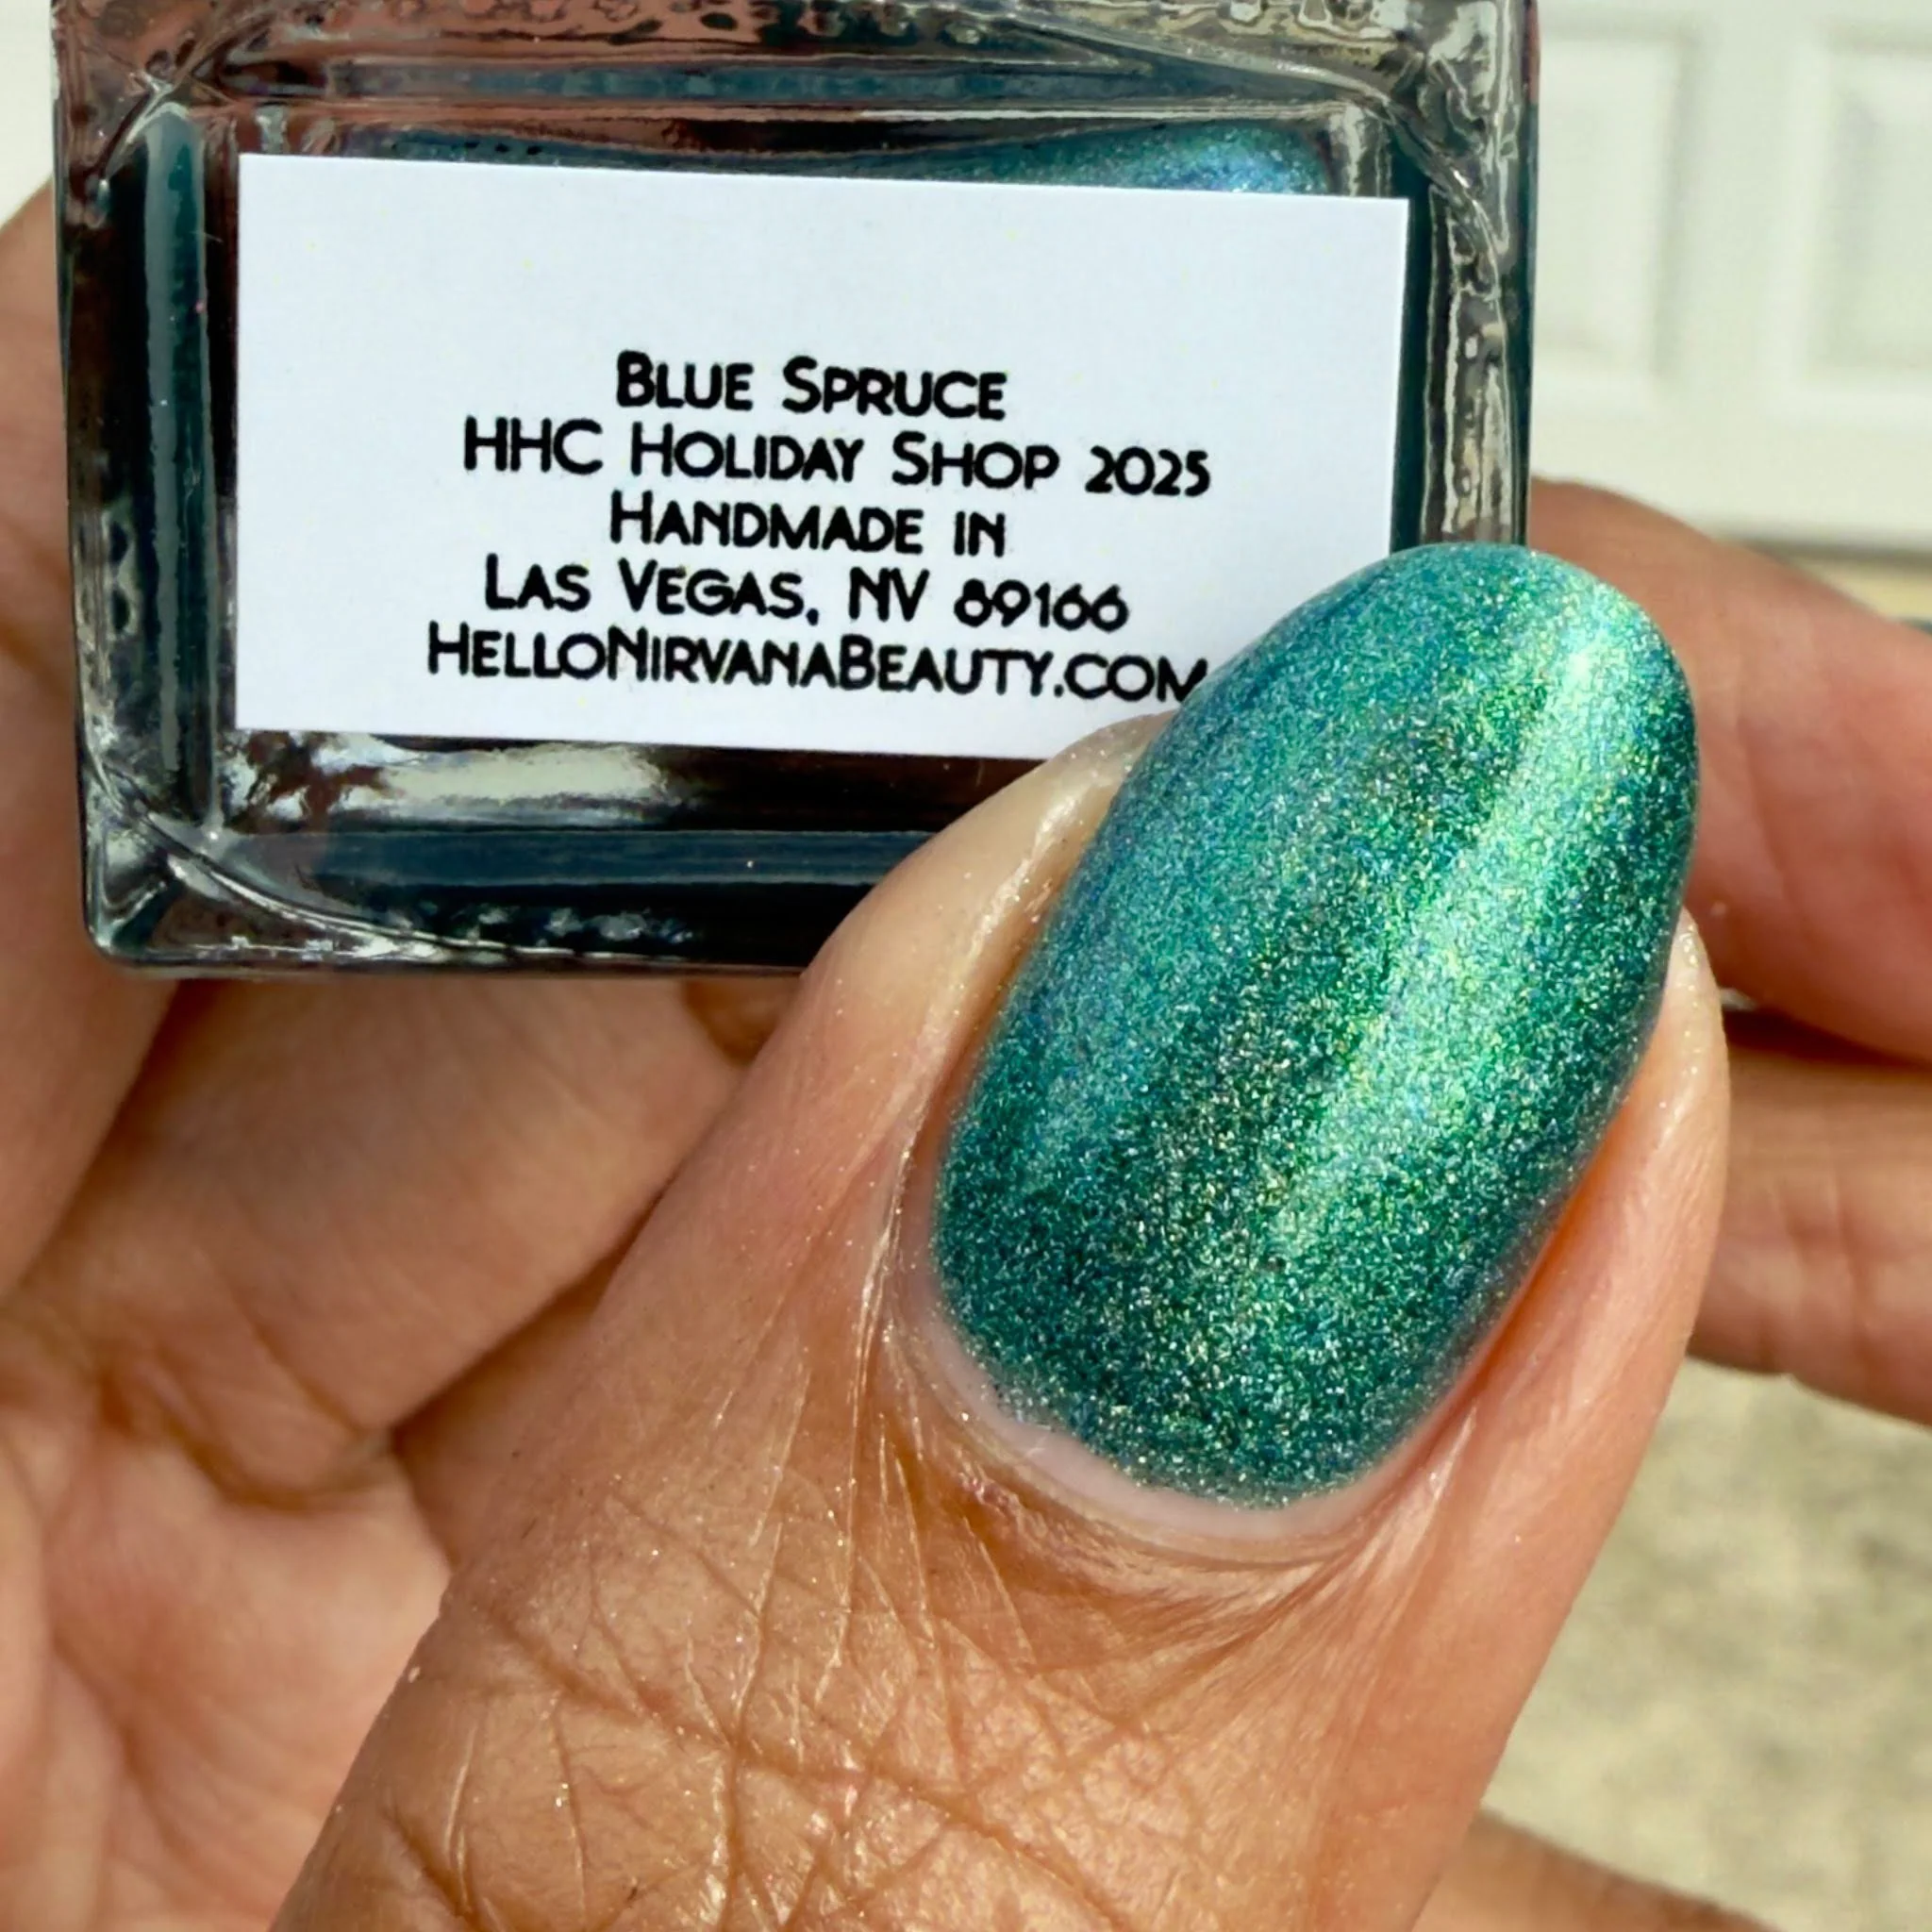 Blue Spruce
HHC Holiday Shop 2025
Handmade in
Las Vegas, NV 89166
HelloNirvanaBeauty.com